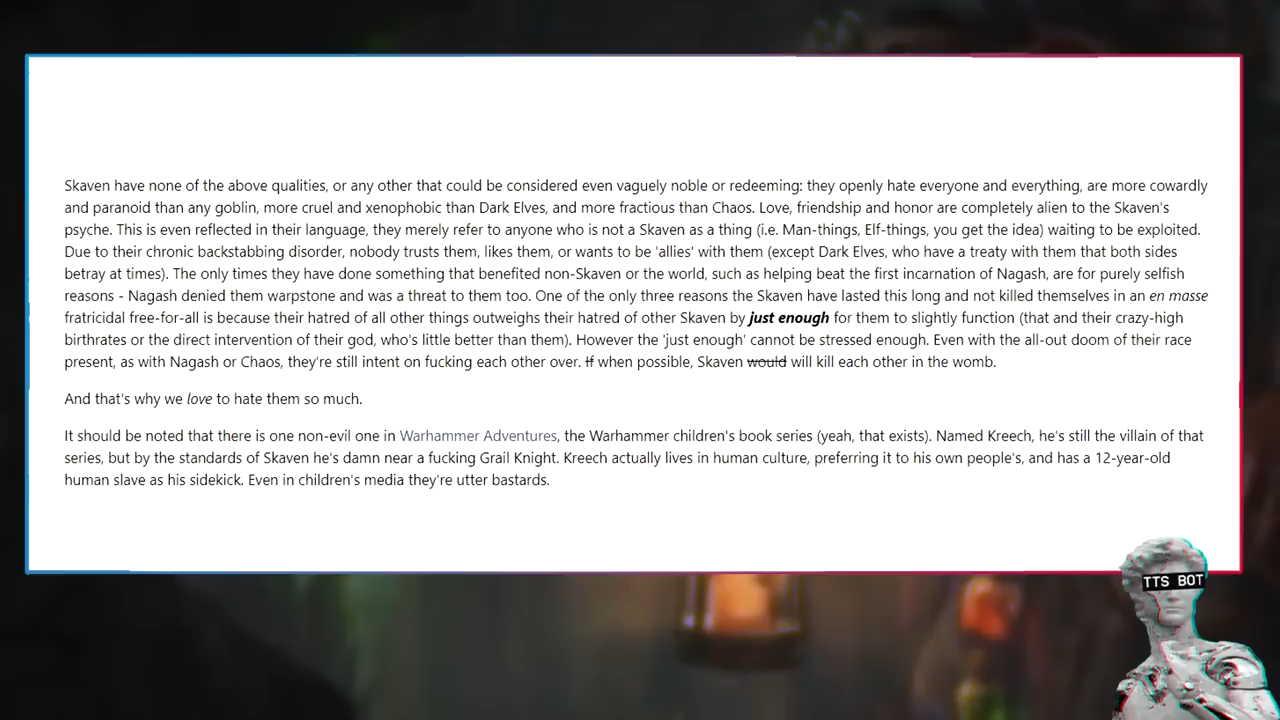 Skaven have none of the above qualities, or any other that could be considered even vaguely noble or redeeming: they openly hate everyone and everything, are more cowardly
and paranoid than any goblin, more cruel and xenophobic than Dark Elves, and more fractious than Chaos. Love, friendship and honor are completely alien to the Skaven's
psyche. This is even reflected in their language, they merely refer to anyone who is not a Skaven as a thing (i.e. Man-things, Elf-things, you get the idea) waiting to be exploited.
Due to their chronic backstabbing disorder, nobody trusts them, likes them, or wants to be 'allies' with them (except Dark Elves, who have a treaty with them that both sides
betray at times). The only times they have done something that benefited non-Skaven or the world, such as helping beat the first incarnation of Nagash, are for purely selfish
reasons - Nagash denied them warpstone and was a threat to them too. One of the only three reasons the Skaven have lasted this long and not killed themselves in an en masse
fratricidal free-for-all is because their hatred of all other things outweighs their hatred of other Skaven by just enough for them to slightly function (that and their crazy-high
birthrates or the direct intervention of their god, who's little better than them). However the 'just enough' cannot be stressed enough. Even with the all-out doom of their race
present, as with Nagash or Chaos, they're still intent on fucking each other over. If when possible, Skaven would will kill each other in the womb.
And that's why we love to hate them so much.
It should be noted that there is one non-evil one in Warhammer Adventures, the Warhammer children's book series (yeah, that exists). Named Kreech, he's still the villain of that
series, but by the standards of Skaven he's damn near a fucking Grail Knight. Kreech actually lives in human culture, preferring it to his own people's, and has a 12-year-old
human slave as his sidekick. Even in children's media they're utter bastards.
TTS BOT